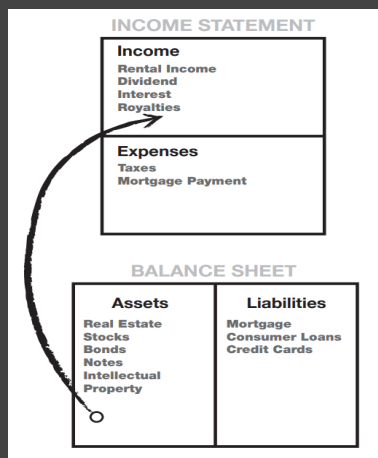 INCOME STATEMENT
Income
Rental Income
Dividend
Interest
Royalties
Expenses
Taxes
Mortgage Payment
BALANCE SHEET
Assets
Real Estate
Stocks
Bonds
Notes
Intellectual
Property
Liabilities
Mortgage
Consumer Loans
Credit Cards